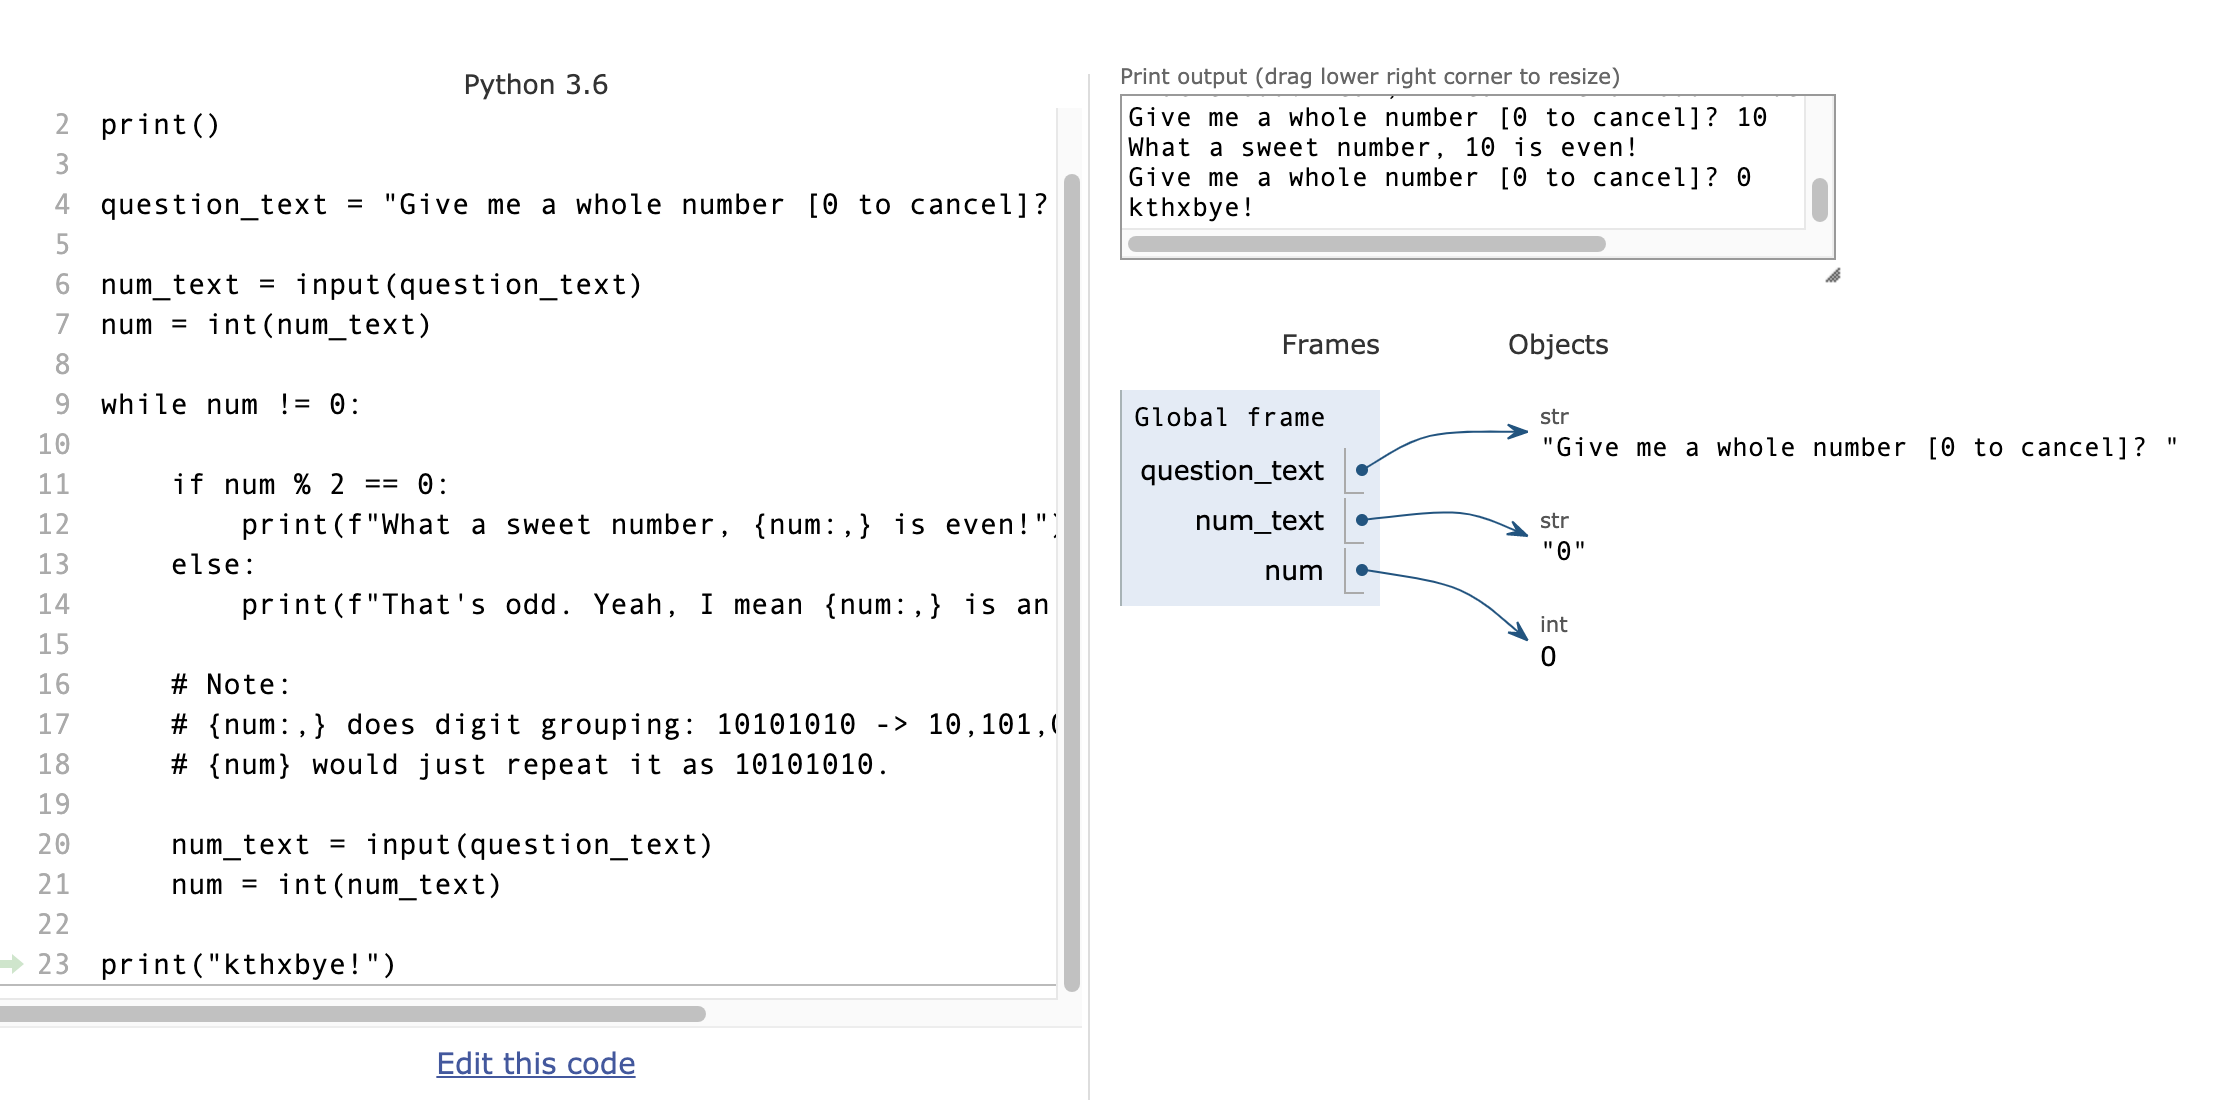 Python 3.6
2 print()
3
4 question_text = "Give me a whole number [0 to cancel]?
5
6 num_text = input(question_text)
7 num = int(num_text)
8
9 while num != 0:
10
11     if num % 2 == 0:
12         print(f"What a sweet number, {num:,} is even!")
13     else:
14         print(f"That's odd. Yeah, I mean {num:,} is an
15
16     # Note:
17     # {num:,} does digit grouping: 10101010 -> 10,101,0
18     # {num} would just repeat it as 10101010.
19
20     num_text = input(question_text)
21     num = int(num_text)
22
23 print("kthxbye!")
Edit this code
Print output (drag lower right corner to resize)
Give me a whole number [0 to cancel]? 10
What a sweet number, 10 is even!
Give me a whole number [0 to cancel]? 0
kthxbye!
Frames Objects
Global frame
question_text
num_text
num
str
"Give me a whole number [0 to cancel]? "
str
"0"
int
0